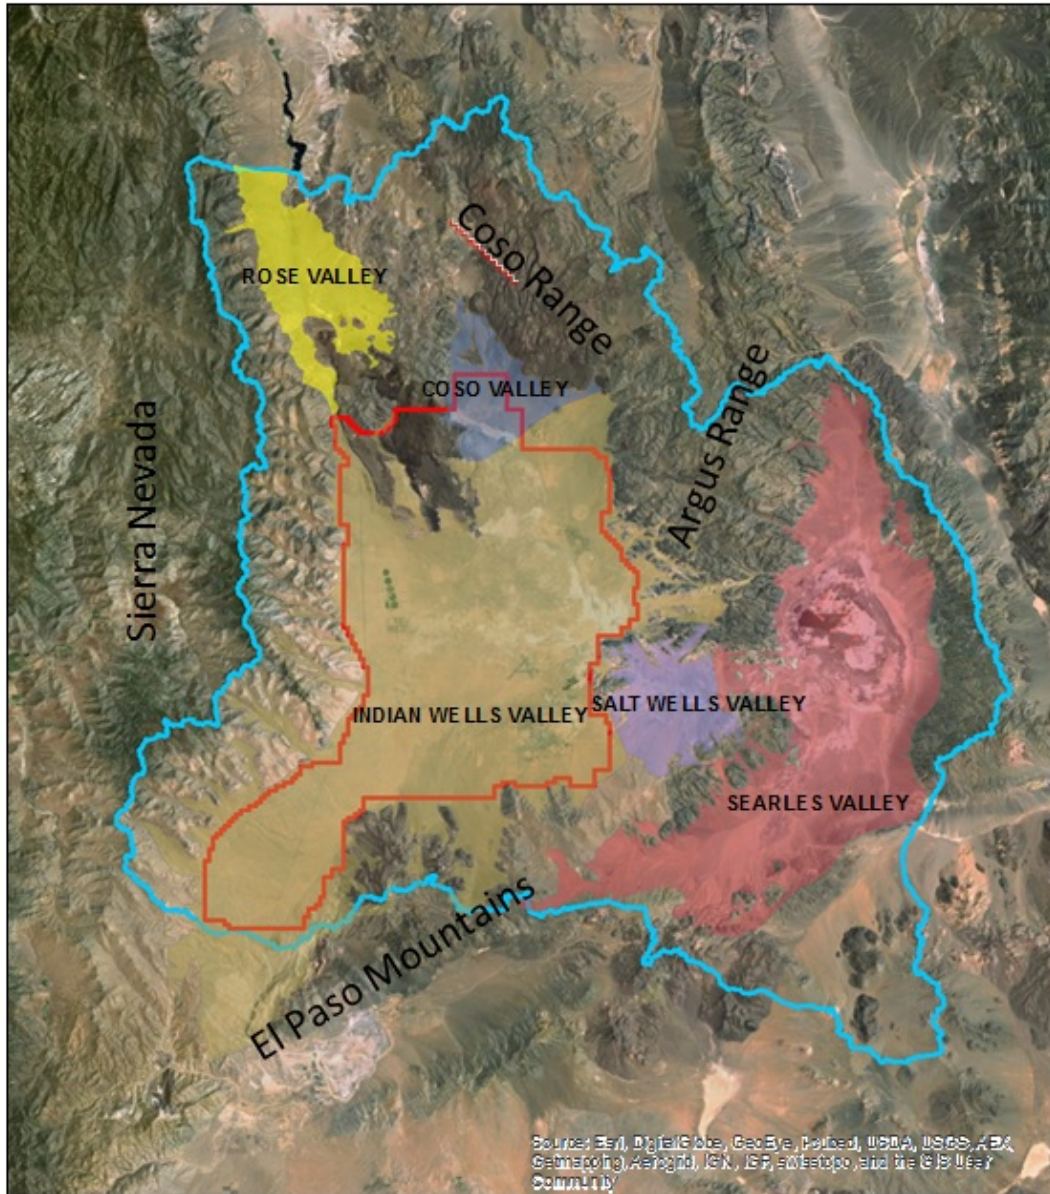 Coso Range
ROSE VALLEY
COSO VALLEY
Argus Range
Sierra Nevada
SALT WELLS VALLEY
INDIAN WELLS VALLEY
SEARLES VALLEY
El Paso Mountains
Source: Esri, DigitalGlobe, GeoEye, i-cubed, USDA, USGS, AEX,
Getmapping, Aerogrid, IGN, IGP, swisstopo, and the GIS User
Community